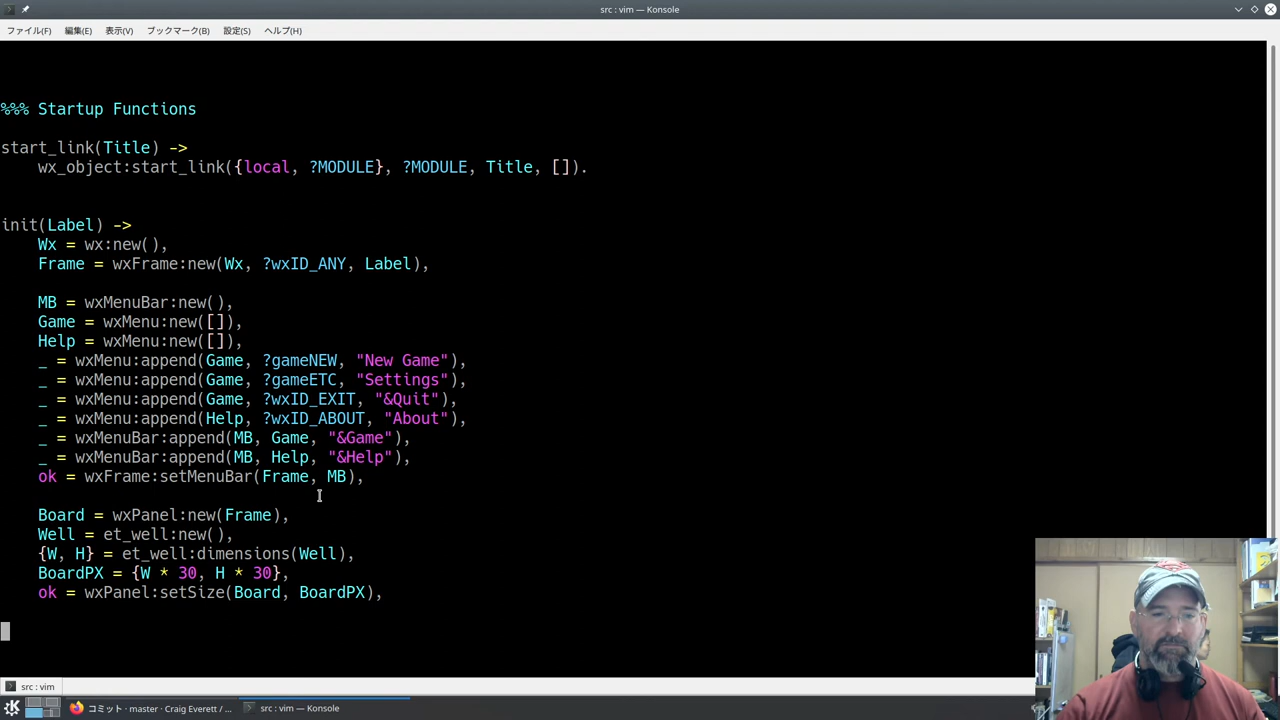 src : vim — Konsole
ファイル(F) 編集(E) 表示(V) ブックマーク(B) 設定(S) ヘルプ(H)
%%% Startup Functions
start_link(Title) ->
    wx_object:start_link({local, ?MODULE}, ?MODULE, Title, []).
init(Label) ->
    Wx = wx:new(),
    Frame = wxFrame:new(Wx, ?wxID_ANY, Label),
    MB = wxMenuBar:new(),
    Game = wxMenu:new([]),
    Help = wxMenu:new([]),
    _ = wxMenu:append(Game, ?gameNEW, "New Game"),
    _ = wxMenu:append(Game, ?gameETC, "Settings"),
    _ = wxMenu:append(Game, ?wxID_EXIT, "&Quit"),
    _ = wxMenu:append(Help, ?wxID_ABOUT, "About"),
    _ = wxMenuBar:append(MB, Game, "&Game"),
    _ = wxMenuBar:append(MB, Help, "&Help"),
    ok = wxFrame:setMenuBar(Frame, MB),
    Board = wxPanel:new(Frame),
    Well = et_well:new(),
    {W, H} = et_well:dimensions(Well),
    BoardPX = {W * 30, H * 30},
    ok = wxPanel:setSize(Board, BoardPX),
src : vim
コミット · master · Craig Everett / ... src : vim — Konsole